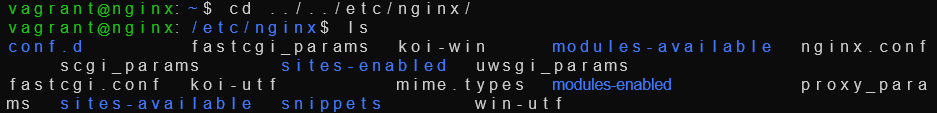 vagrant@nginx:~$ cd ../../etc/nginx/
vagrant@nginx:/etc/nginx$ ls
conf.d fastcgi_params koi-win modules-available nginx.conf
scgi_params sites-enabled uwsgi_params
fastcgi.conf koi-utf mime.types modules-enabled proxy_para
ms sites-available snippets win-utf